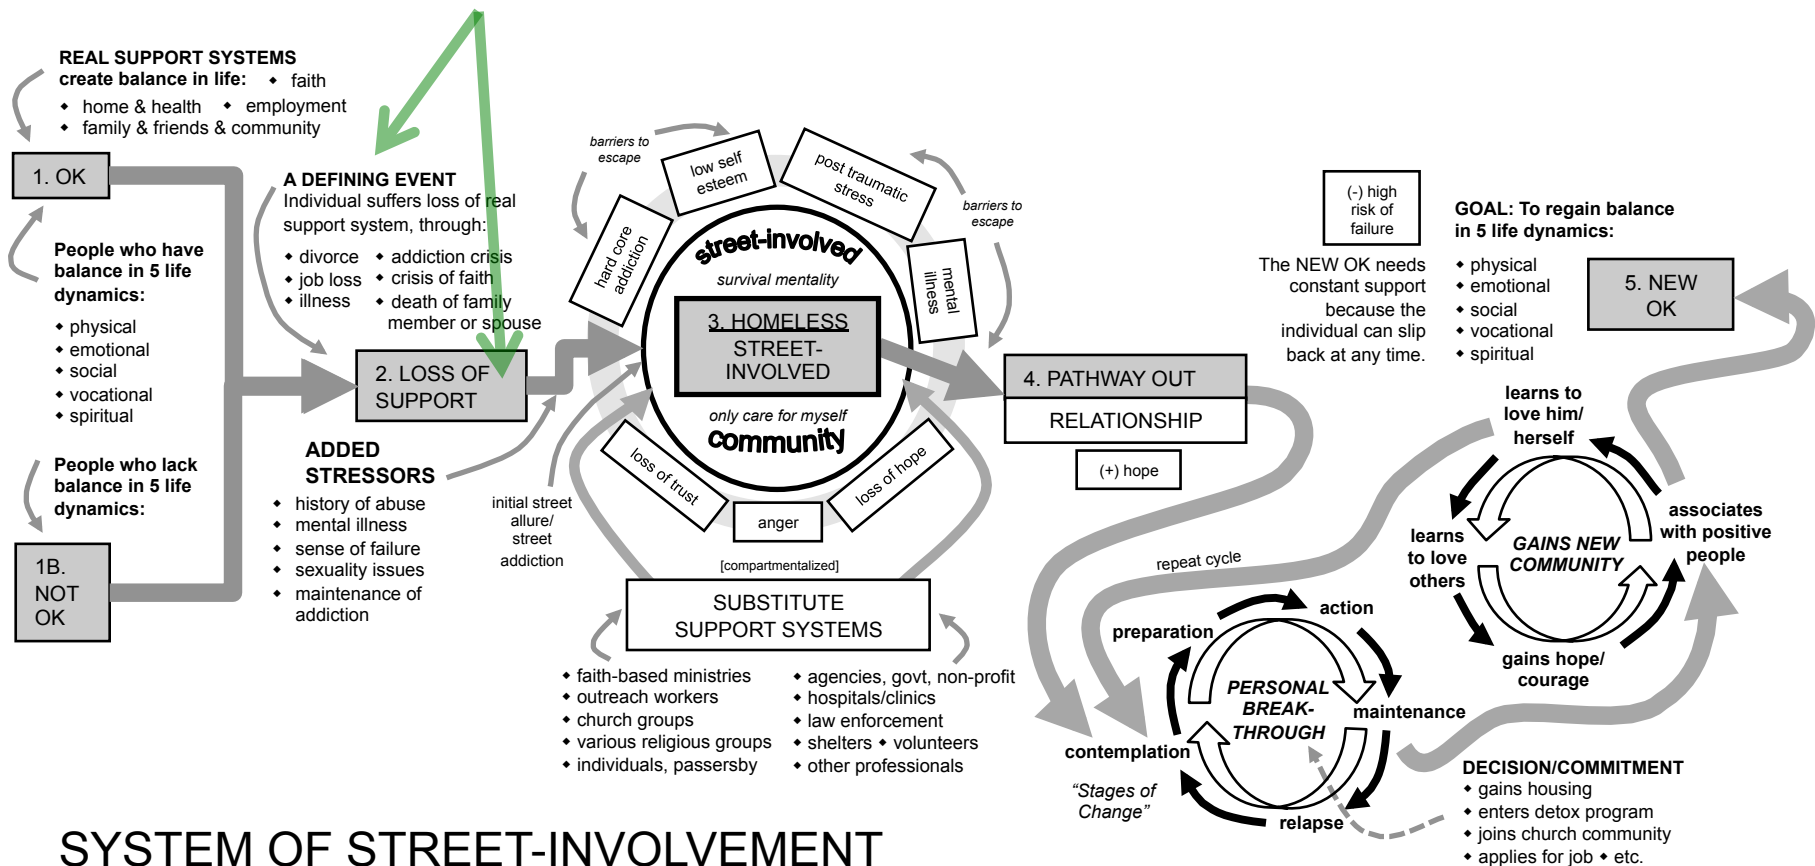 REAL SUPPORT SYSTEMS
create balance in life: ◆ faith
◆ home & health ◆ employment
◆ family & friends & community
1. OK
People who have
balance in 5 life
dynamics:
◆ physical
◆ emotional
◆ social
◆ vocational
◆ spiritual
People who lack
balance in 5 life
dynamics:
1B.
NOT
OK
A DEFINING EVENT
Individual suffers loss of real
support system, through:
◆ divorce ◆ addiction crisis
◆ job loss ◆ crisis of faith
◆ illness ◆ death of family
member or spouse
2. LOSS OF
SUPPORT
ADDED
STRESSORS
◆ history of abuse
◆ mental illness
◆ sense of failure
◆ sexuality issues
◆ maintenance of
addiction
initial street
allure/
street
addiction
barriers to
escape
hard core
addiction
low self
esteem
post traumatic
stress
mental
illness
barriers to
escape
street-involved
survival mentality
3. HOMELESS
STREET-
INVOLVED
only care for myself
community
loss of trust
anger
loss of hope
[compartmentalized]
SUBSTITUTE
SUPPORT SYSTEMS
◆ faith-based ministries
◆ outreach workers
◆ church groups
◆ various religious groups
◆ individuals, passersby
◆ agencies, govt, non-profit
◆ hospitals/clinics
◆ law enforcement
◆ shelters ◆ volunteers
◆ other professionals
4. PATHWAY OUT
RELATIONSHIP
(+) hope
(-) high
risk of
failure
The NEW OK needs
constant support
because the
individual can slip
back at any time.
GOAL: To regain balance
in 5 life dynamics:
◆ physical
◆ emotional
◆ social
◆ vocational
◆ spiritual
5. NEW
OK
learns to
love him/
herself
associates
with positive
people
learns
to love
others
GAINS NEW
COMMUNITY
gains hope/
courage
repeat cycle
action
preparation
PERSONAL
BREAK-
THROUGH
maintenance
contemplation
relapse
"Stages of
Change"
DECISION/COMMITMENT
◆ gains housing
◆ enters detox program
◆ joins church community
◆ applies for job ◆ etc.
SYSTEM OF STREET-INVOLVEMENT